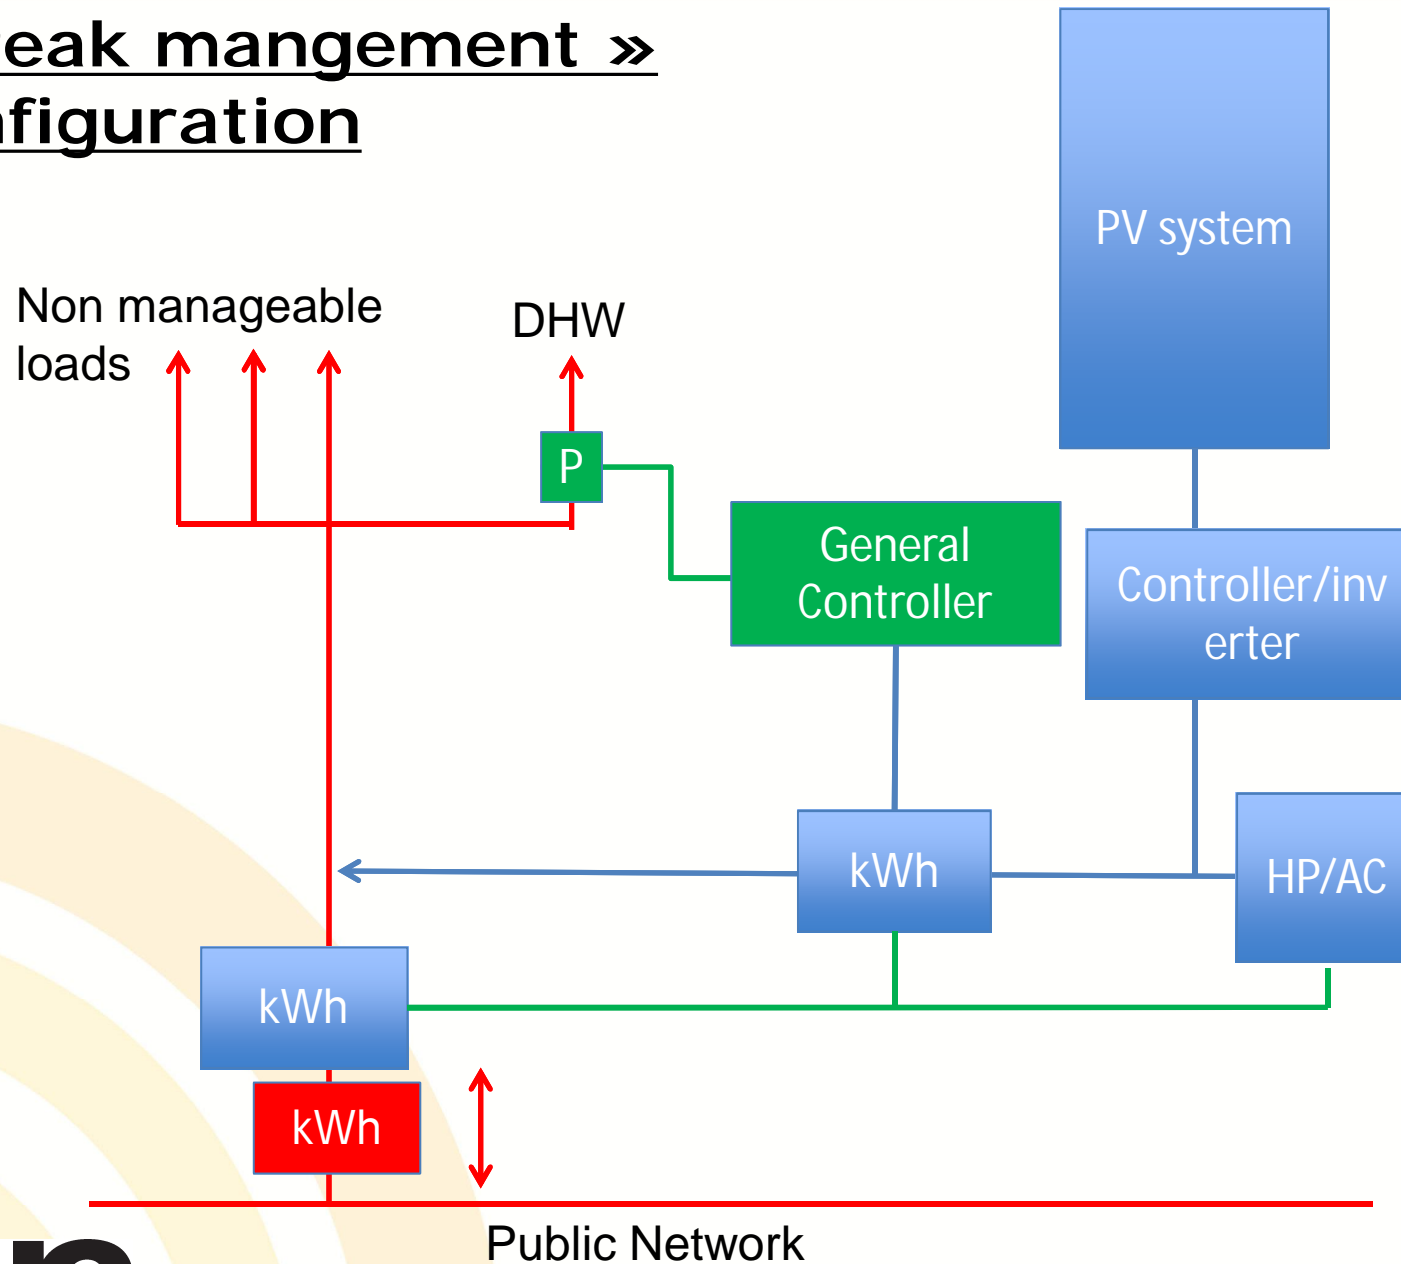 eak mangement »
nfiguration
PV system
Non manageable
loads
DHW
P
General
Controller
Controller/inv
erter
kWh
HP/AC
kWh
kWh
Public Network